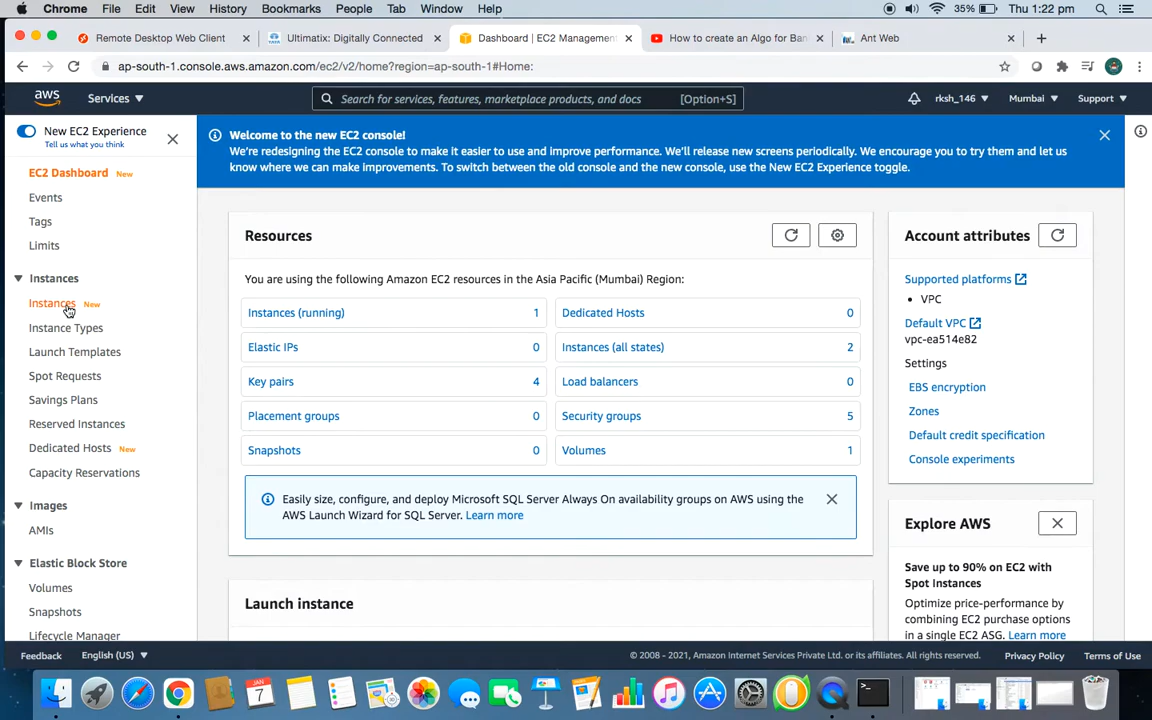 Chrome File Edit View History Bookmarks People Tab Window Help 35% Thu 1:22 pm
Remote Desktop Web Client
Ultimatix: Digitally Connected
Dashboard | EC2 Management
How to create an Algo for Ban
Ant Web
ap-south-1.console.aws.amazon.com/ec2/v2/home?region=ap-south-1#Home:
aws Services Search for services, features, marketplace products, and docs [Option+S] rksh_146 Mumbai Support
New EC2 Experience
Tell us what you think
EC2 Dashboard New
Events
Tags
Limits
Instances
Instances New
Instance Types
Launch Templates
Spot Requests
Savings Plans
Reserved Instances
Dedicated Hosts New
Capacity Reservations
Images
AMIs
Elastic Block Store
Volumes
Snapshots
Lifecycle Manager
Welcome to the new EC2 console!
We're redesigning the EC2 console to make it easier to use and improve performance. We'll release new screens periodically. We encourage you to try them and let us
know where we can make improvements. To switch between the old console and the new console, use the New EC2 Experience toggle.
Resources
You are using the following Amazon EC2 resources in the Asia Pacific (Mumbai) Region:
Instances (running) 1
Dedicated Hosts 0
Elastic IPs 0
Instances (all states) 2
Key pairs 4
Load balancers 0
Placement groups 0
Security groups 5
Snapshots 0
Volumes 1
Easily size, configure, and deploy Microsoft SQL Server Always On availability groups on AWS using the
AWS Launch Wizard for SQL Server. Learn more
Launch instance
Account attributes
Supported platforms
• VPC
Default VPC
vpc-ea514e82
Settings
EBS encryption
Zones
Default credit specification
Console experiments
Explore AWS
Save up to 90% on EC2 with
Spot Instances
Optimize price-performance by
combining EC2 purchase options
in a single EC2 ASG. Learn more
Feedback English (US) © 2008 - 2021, Amazon Internet Services Private Ltd. or its affiliates. All rights reserved. Privacy Policy Terms of Use
JAN
7